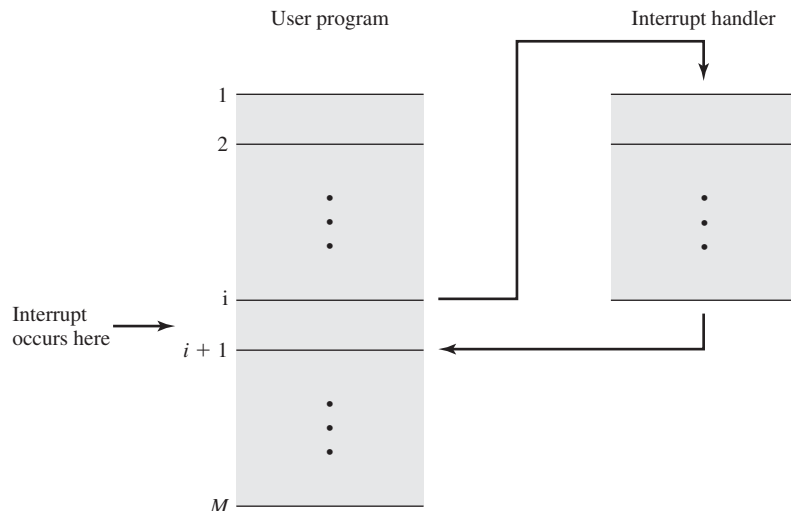 User program
Interrupt handler
1
2
i
Interrupt
occurs here
i + 1
M